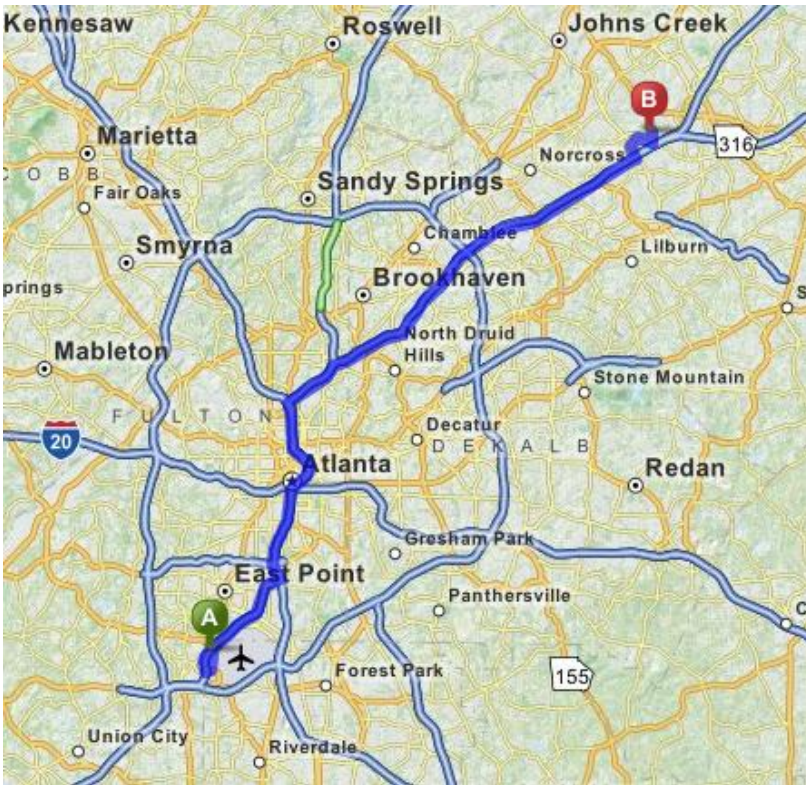 Kennesaw
Roswell
Johns Creek
B
Marietta
316
COBB
Norcross
Fair Oaks
Sandy Springs
Chamblee
Smyrna
Lilburn
Brookhaven
prings
S
North Druid
Hills
Mableton
Stone Mountain
FULTON
Decatur
DEKALB
20
Atlanta
Redan
Gresham Park
East Point
Panthersville
A
C
Forest Park
155
Union City
Riverdale